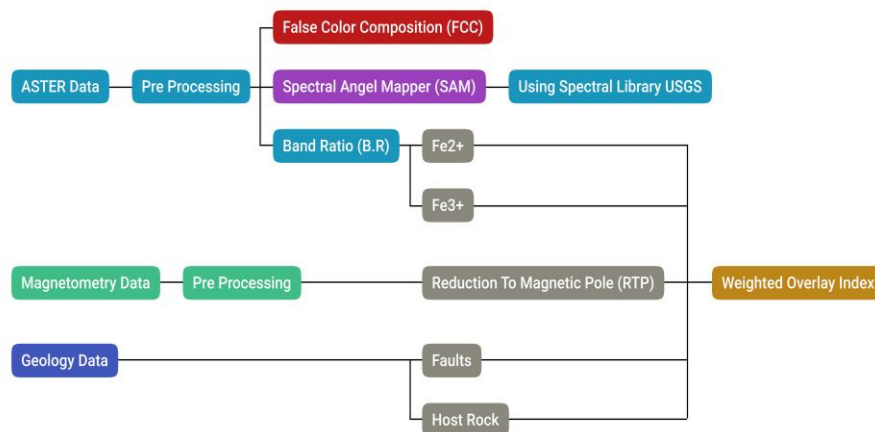 False Color Composition (FCC)
ASTER Data
Pre Processing
Spectral Angel Mapper (SAM)
Using Spectral Library USGS
Band Ratio (B.R)
Fe2+
Fe3+
Magnetometry Data
Pre Processing
Reduction To Magnetic Pole (RTP)
Weighted Overlay Index
Geology Data
Faults
Host Rock